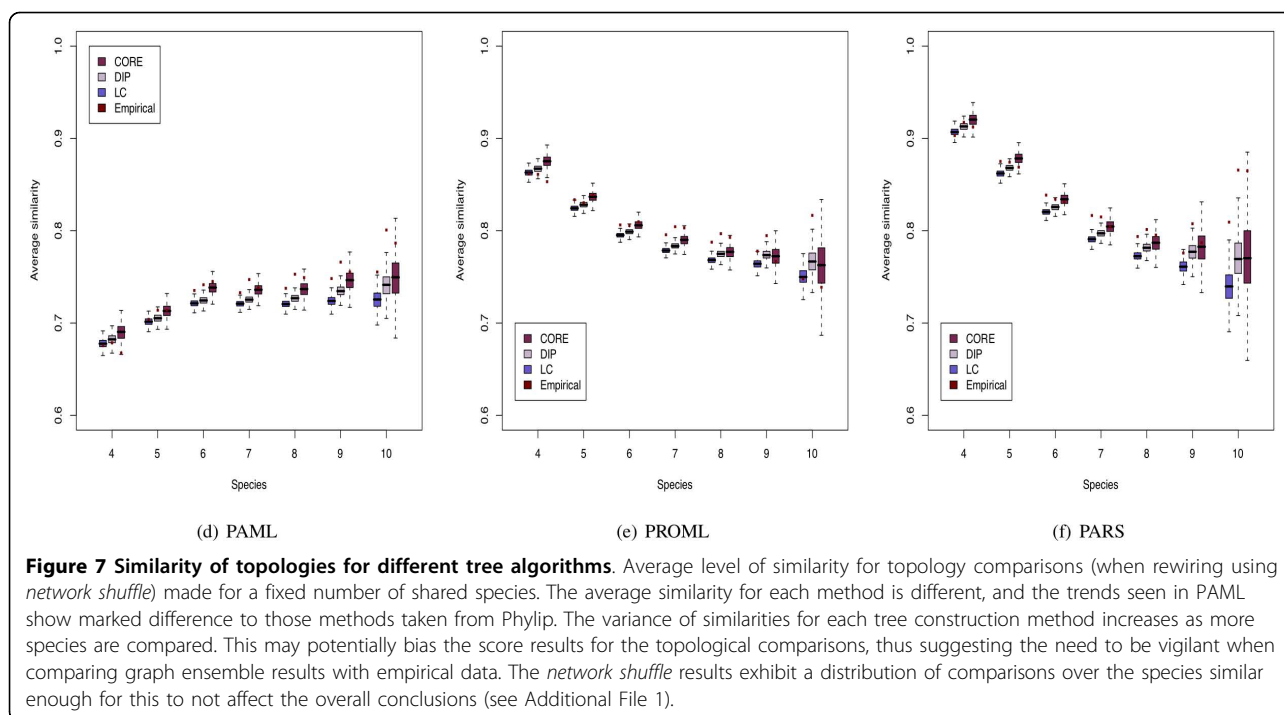 1.0
0.9
0.8
0.7
0.6
Average similarity
CORE
DIP
LC
Empirical
4 5 6 7 8 9 10
Species
(d) PAML
1.0
0.9
0.8
0.7
0.6
Average similarity
CORE
DIP
LC
Empirical
4 5 6 7 8 9 10
Species
(e) PROML
1.0
0.9
0.8
0.7
0.6
Average similarity
CORE
DIP
LC
Empirical
4 5 6 7 8 9 10
Species
(f) PARS
Figure 7 Similarity of topologies for different tree algorithms. Average level of similarity for topology comparisons (when rewiring using
network shuffle) made for a fixed number of shared species. The average similarity for each method is different, and the trends seen in PAML
show marked difference to those methods taken from Phylip. The variance of similarities for each tree construction method increases as more
species are compared. This may potentially bias the score results for the topological comparisons, thus suggesting the need to be vigilant when
comparing graph ensemble results with empirical data. The network shuffle results exhibit a distribution of comparisons over the species similar
enough for this to not affect the overall conclusions (see Additional File 1).